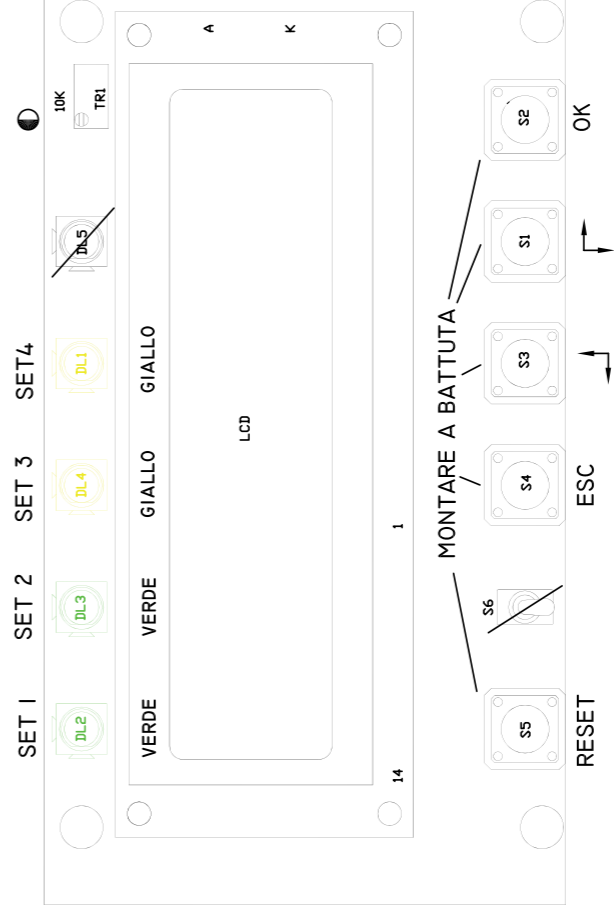 SET 1
SET 2
SET 3
SET4
DL2
DL3
DL4
DL1
DL5
10K
TR1
VERDE
VERDE
GIALLO
GIALLO
A
K
LCD
14
1
MONTARE A BATTUTA
S5
S6
S4
S3
S1
S2
RESET
ESC
OK